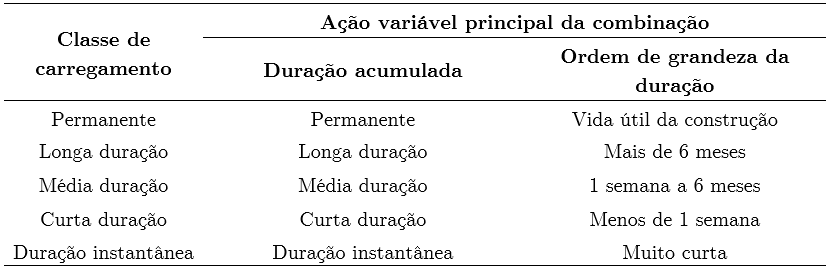 Classe de carregamento
Ação variável principal da combinação
Duração acumulada
Ordem de grandeza da duração
Permanente Permanente Vida útil da construção
Longa duração Longa duração Mais de 6 meses
Média duração Média duração 1 semana a 6 meses
Curta duração Curta duração Menos de 1 semana
Duração instantânea Duração instantânea Muito curta